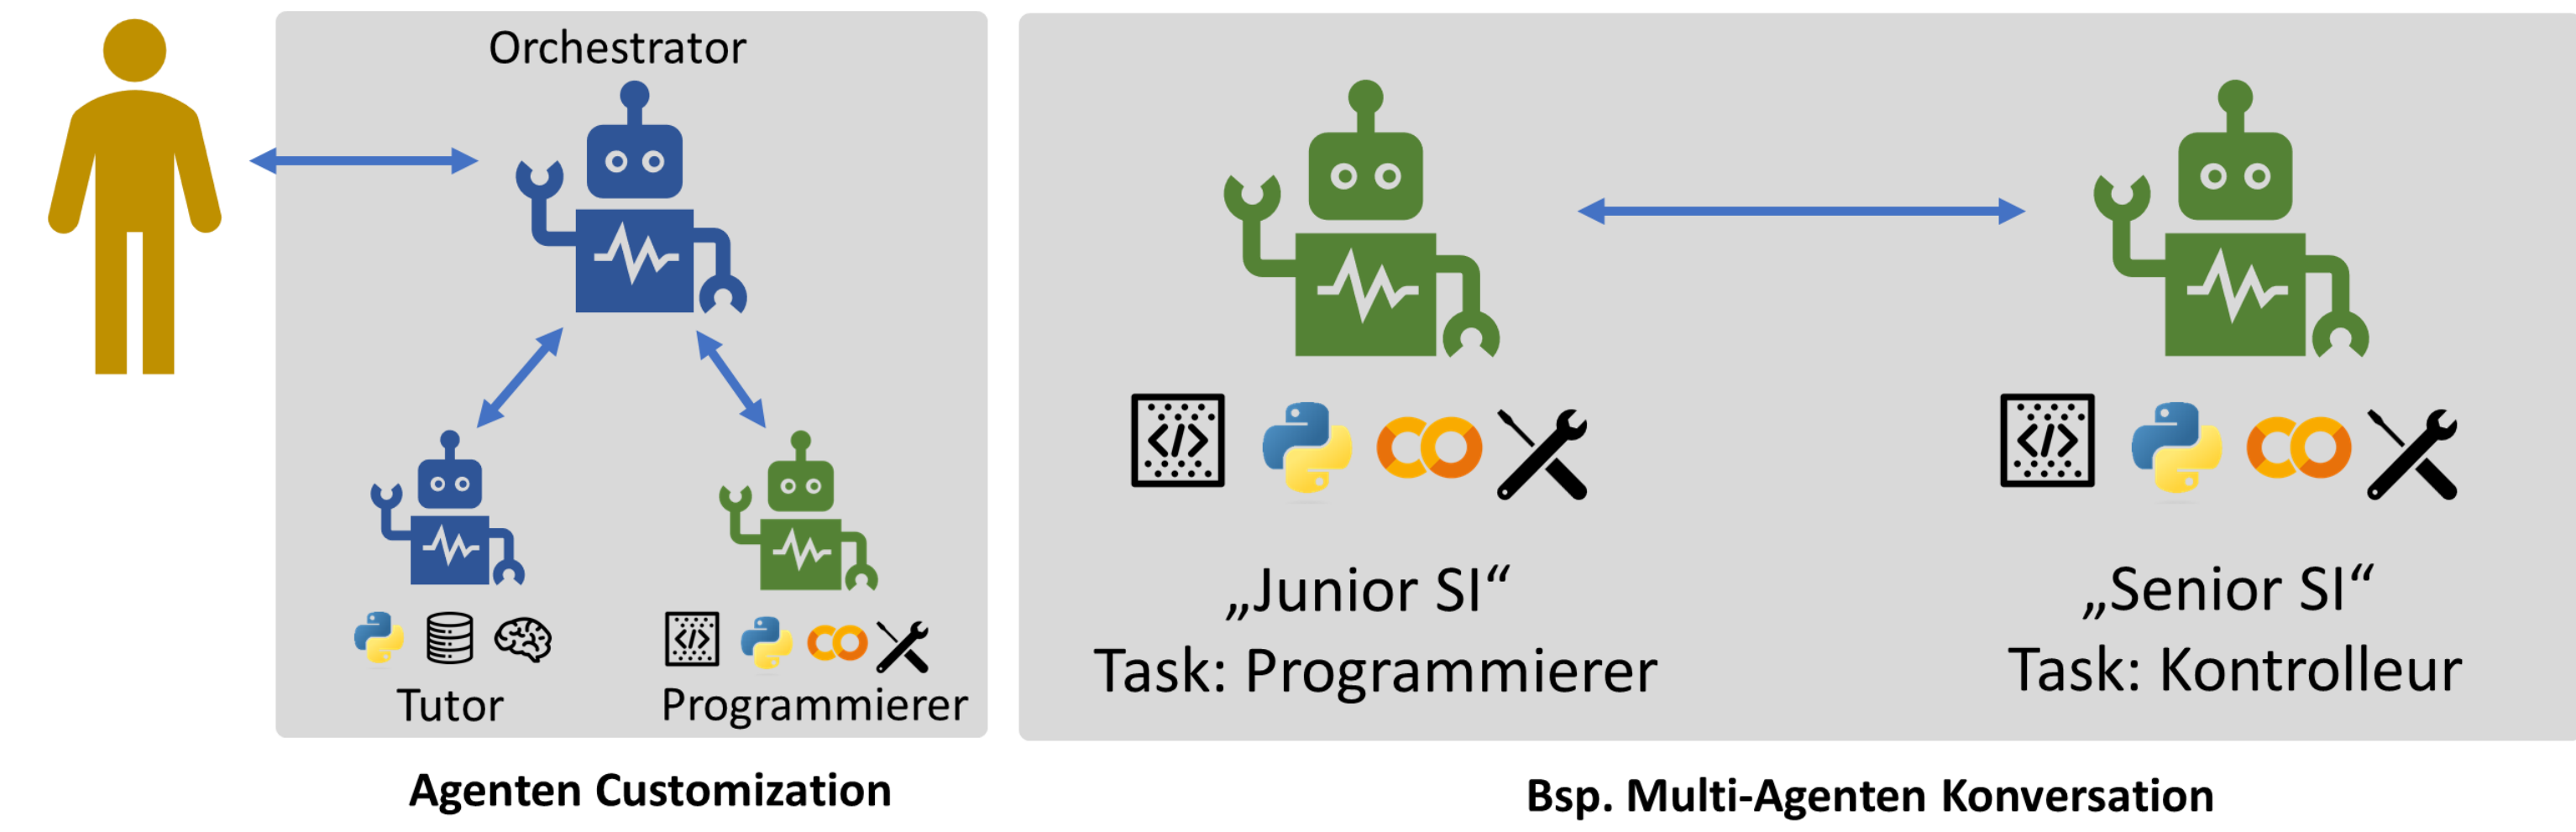 Orchestrator
Tutor
Programmierer
Agenten Customization
„Junior SI“
Task: Programmierer
„Senior SI“
Task: Kontrolleur
Bsp. Multi-Agenten Konversation